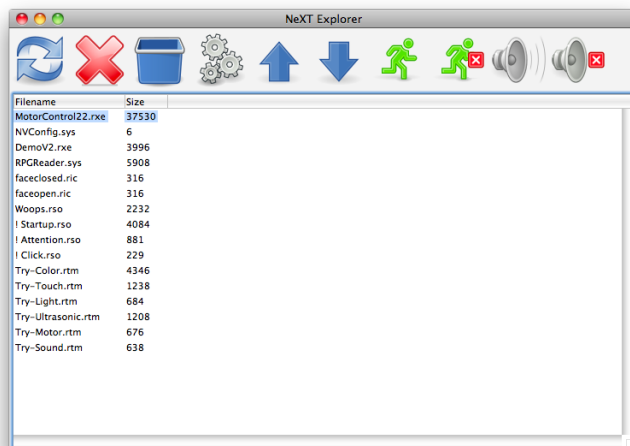 NeXT Explorer
Filename Size
MotorControl22.rxe 37530
NVConfig.sys 6
DemoV2.rxe 3996
RPGReader.sys 5908
faceclosed.ric 316
faceopen.ric 316
Woops.rso 2232
! Startup.rso 4084
! Attention.rso 881
! Click.rso 229
Try-Color.rtm 4346
Try-Touch.rtm 1238
Try-Light.rtm 684
Try-Ultrasonic.rtm 1208
Try-Motor.rtm 676
Try-Sound.rtm 638